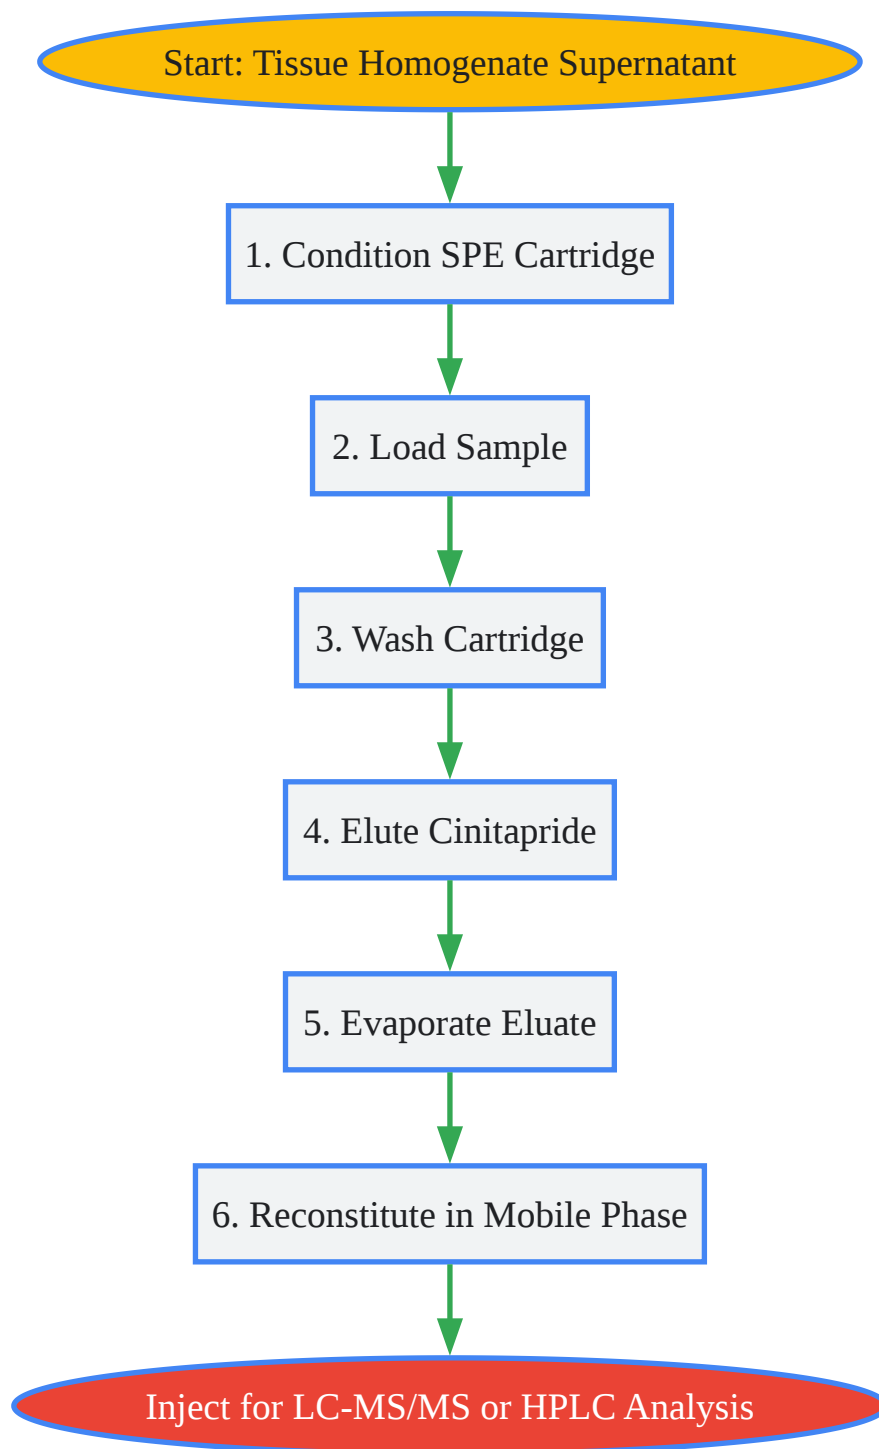 Start: Tissue Homogenate Supernatant
1. Condition SPE Cartridge
2. Load Sample
3. Wash Cartridge
4. Elute Cinitapride
5. Evaporate Eluate
6. Reconstitute in Mobile Phase
Inject for LC-MS/MS or HPLC Analysis